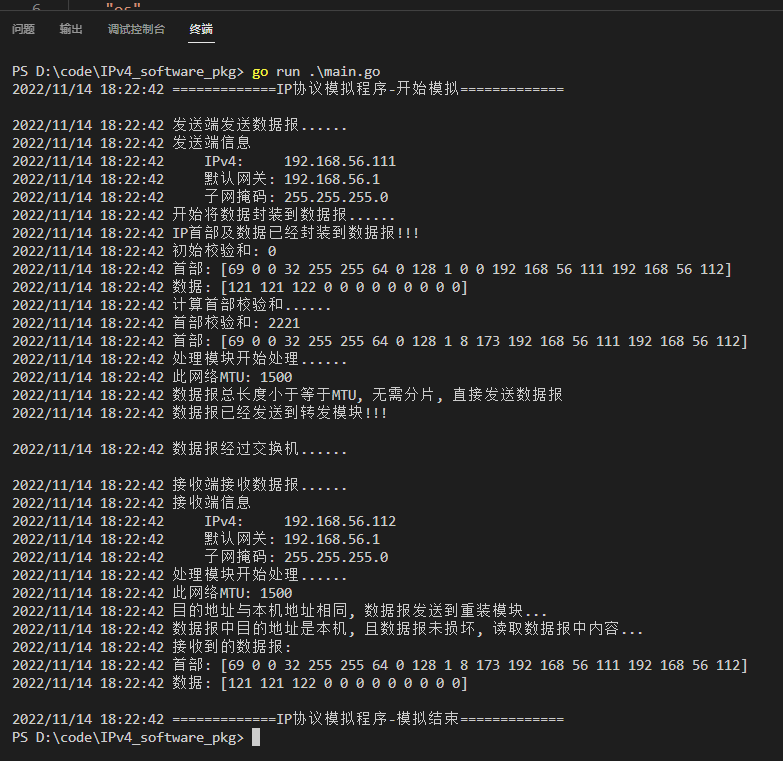 6 "os"
问题 输出 调试控制台 终端
PS D:\code\IPv4_software_pkg> go run .\main.go
2022/11/14 18:22:42 =============IP协议模拟程序-开始模拟=============
2022/11/14 18:22:42 发送端发送数据报......
2022/11/14 18:22:42 发送端信息
2022/11/14 18:22:42     IPv4:     192.168.56.111
2022/11/14 18:22:42     默认网关: 192.168.56.1
2022/11/14 18:22:42     子网掩码: 255.255.255.0
2022/11/14 18:22:42 开始将数据封装到数据报......
2022/11/14 18:22:42 IP首部及数据已经封装到数据报!!!
2022/11/14 18:22:42 初始校验和: 0
2022/11/14 18:22:42 首部: [69 0 0 32 255 255 64 0 128 1 0 0 192 168 56 111 192 168 56 112]
2022/11/14 18:22:42 数据: [121 121 122 0 0 0 0 0 0 0 0 0]
2022/11/14 18:22:42 计算首部校验和......
2022/11/14 18:22:42 首部校验和: 2221
2022/11/14 18:22:42 首部: [69 0 0 32 255 255 64 0 128 1 8 173 192 168 56 111 192 168 56 112]
2022/11/14 18:22:42 处理模块开始处理......
2022/11/14 18:22:42 此网络MTU: 1500
2022/11/14 18:22:42 数据报总长度小于等于MTU, 无需分片, 直接发送数据报
2022/11/14 18:22:42 数据报已经发送到转发模块!!!
2022/11/14 18:22:42 数据报经过交换机......
2022/11/14 18:22:42 接收端接收数据报......
2022/11/14 18:22:42 接收端信息
2022/11/14 18:22:42     IPv4:     192.168.56.112
2022/11/14 18:22:42     默认网关: 192.168.56.1
2022/11/14 18:22:42     子网掩码: 255.255.255.0
2022/11/14 18:22:42 处理模块开始处理......
2022/11/14 18:22:42 此网络MTU: 1500
2022/11/14 18:22:42 目的地址与本机地址相同, 数据报发送到重装模块...
2022/11/14 18:22:42 数据报中目的地址是本机, 且数据报未损坏, 读取数据报中内容...
2022/11/14 18:22:42 接收到的数据报:
2022/11/14 18:22:42 首部: [69 0 0 32 255 255 64 0 128 1 8 173 192 168 56 111 192 168 56 112]
2022/11/14 18:22:42 数据: [121 121 122 0 0 0 0 0 0 0 0 0]
2022/11/14 18:22:42 =============IP协议模拟程序-模拟结束=============
PS D:\code\IPv4_software_pkg>